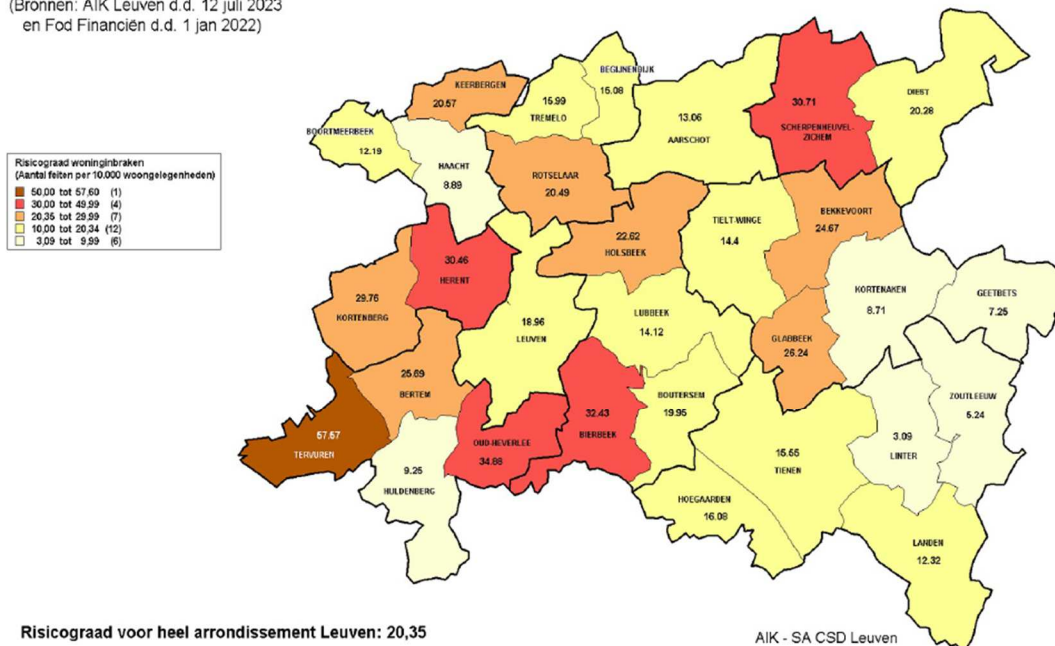 (Bronnen: AIK Leuven d.d. 12 juli 2023
en Fod Financiën d.d. 1 jan 2022)
Risicograad woninginbraken
(Aantal feiten per 10.000 woongelegenheden)
50,00 tot 57,60 (1)
30,00 tot 49,99 (4)
20,35 tot 29,99 (7)
10,00 tot 20,34 (12)
3,09 tot 9,99 (6)
KEERBERGEN
20.57
15.99
TREMELO
BEGIJNENDIJK
15.08
13.06
AARSCHOT
30.71
SCHERPENHEUVEL-
ZICHEM
DIEST
20.28
BOORTMEERBEEK
12.19
HAACHT
8.89
ROTSELAAR
20.49
22.62
HOLSBEEK
TIELT-WINGE
14.4
BEKKEVOORT
24.67
30.46
HERENT
29.76
KORTENBERG
18.96
LEUVEN
LUBBEEK
14.12
GLABBEEK
26.24
KORTENAKEN
8.71
GEETBETS
7.25
25.69
BERTEM
57.57
TERVUREN
OUD-HEVERLEE
34.88
32.43
BIERBEEK
BOUTERSEM
19.95
15.55
TIENEN
3.09
LINTER
ZOUTLEEUW
5.24
9.25
HULDENBERG
HOEGAARDEN
16.08
LANDEN
12.32
Risicograad voor heel arrondissement Leuven: 20,35
AIK - SA CSD Leuven